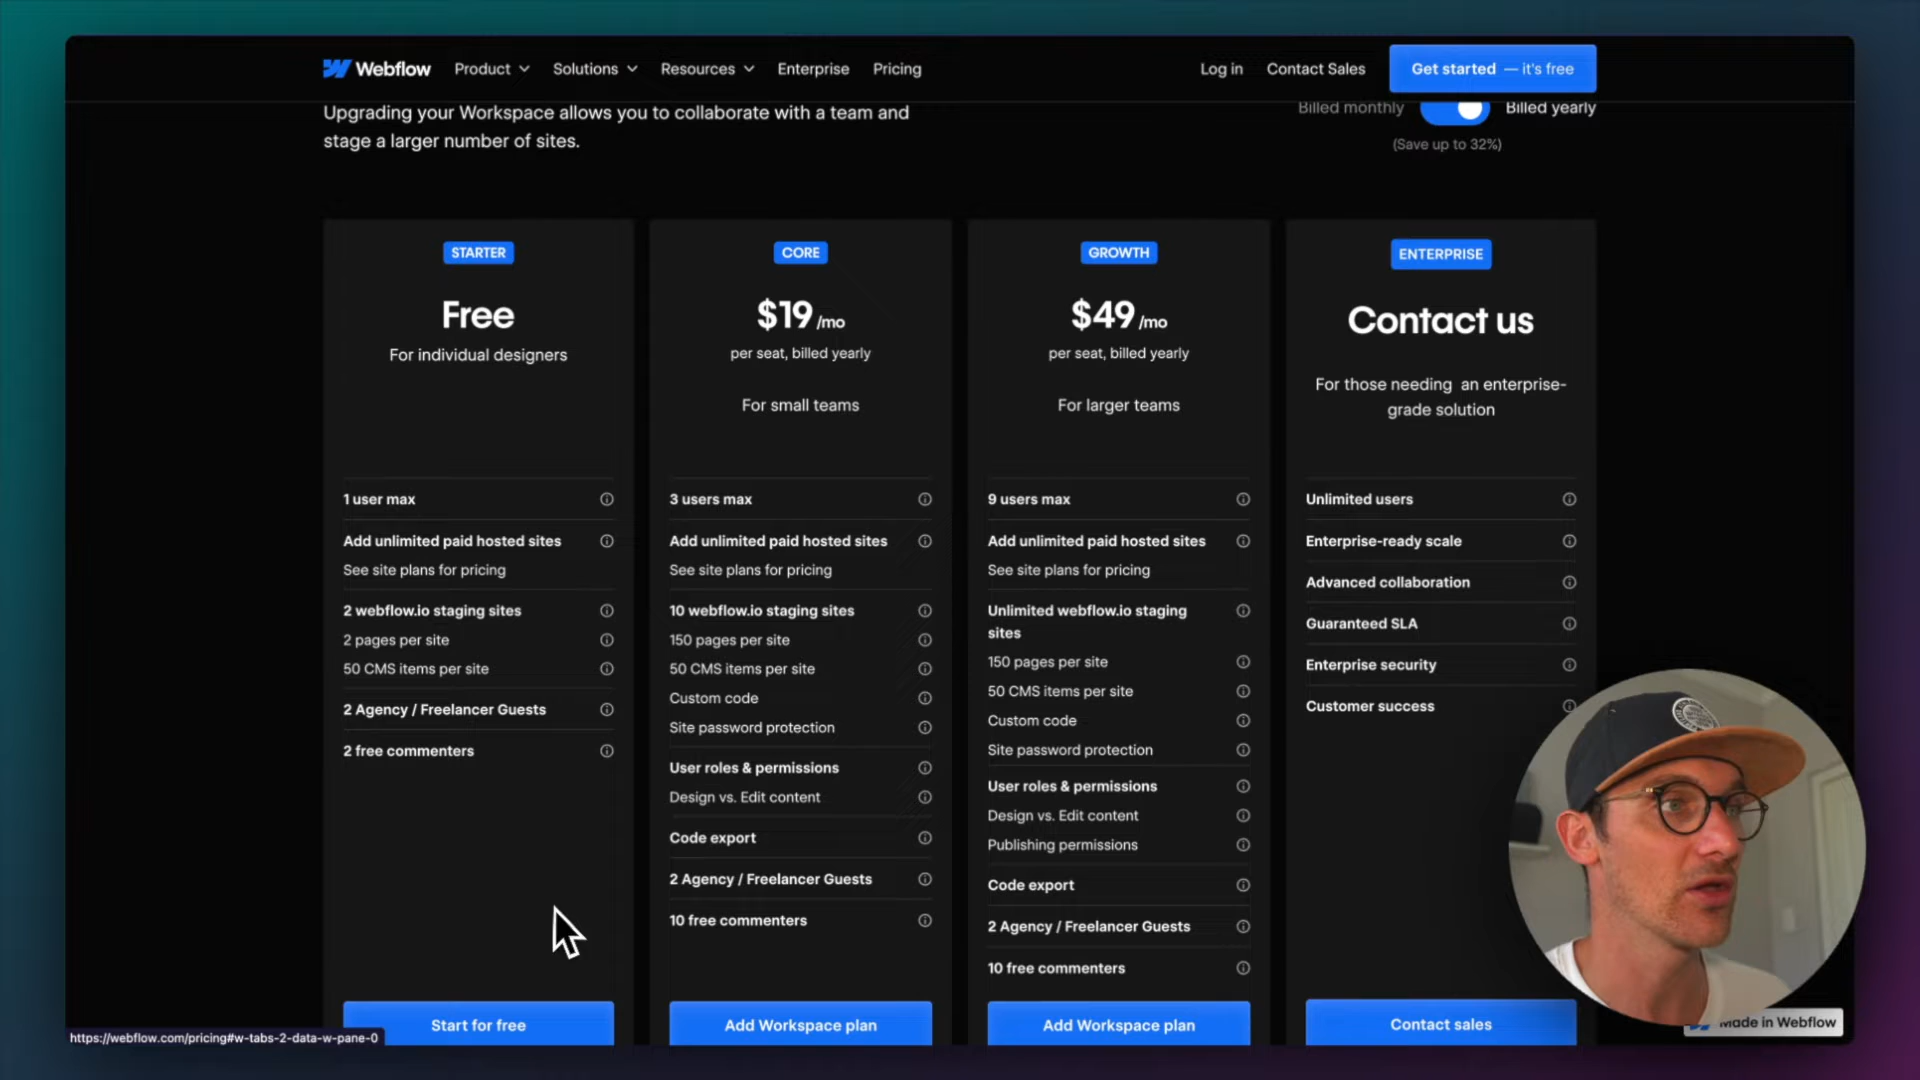 Webflow
Product
Solutions
Resources
Enterprise
Pricing
Log in
Contact Sales
Get started — it's free
Upgrading your Workspace allows you to collaborate with a team and
stage a larger number of sites.
Billed monthly
Billed yearly
(Save up to 32%)
STARTER
Free
For individual designers
1 user max
Add unlimited paid hosted sites
See site plans for pricing
2 webflow.io staging sites
2 pages per site
50 CMS items per site
2 Agency / Freelancer Guests
2 free commenters
Start for free
CORE
$19 /mo
per seat, billed yearly
For small teams
3 users max
Add unlimited paid hosted sites
See site plans for pricing
10 webflow.io staging sites
150 pages per site
50 CMS items per site
Custom code
Site password protection
User roles & permissions
Design vs. Edit content
Code export
2 Agency / Freelancer Guests
10 free commenters
Add Workspace plan
GROWTH
$49 /mo
per seat, billed yearly
For larger teams
9 users max
Add unlimited paid hosted sites
See site plans for pricing
Unlimited webflow.io staging
sites
150 pages per site
50 CMS items per site
Custom code
Site password protection
User roles & permissions
Design vs. Edit content
Publishing permissions
Code export
2 Agency / Freelancer Guests
10 free commenters
Add Workspace plan
ENTERPRISE
Contact us
For those needing an enterprise-
grade solution
Unlimited users
Enterprise-ready scale
Advanced collaboration
Guaranteed SLA
Enterprise security
Customer success
Contact sales
Made in Webflow
https://webflow.com/pricing#w-tabs-2-data-w-pane-0